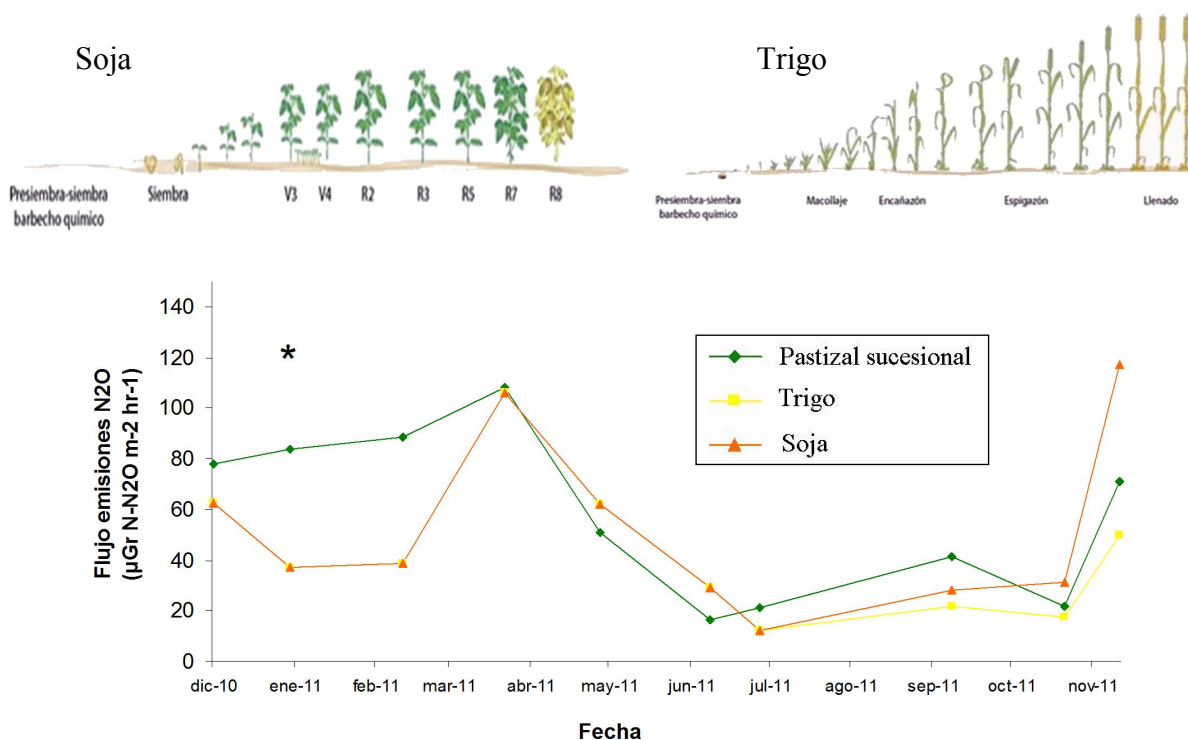 Soja
Trigo
Presiembra-siembra
barbecho químico
Siembra
V3
V4
R2
R3
R5
R7
R8
Presiembra-siembra
barbecho químico
Macollaje
Encañazón
Espigazón
Llenado
Flujo emisiones N2O
(µGr N-N2O m-2 hr-1)
140
120
100
80
60
40
20
0
*
Pastizal sucesional
Trigo
Soja
dic-10
ene-11
feb-11
mar-11
abr-11
may-11
jun-11
jul-11
ago-11
sep-11
oct-11
nov-11
Fecha